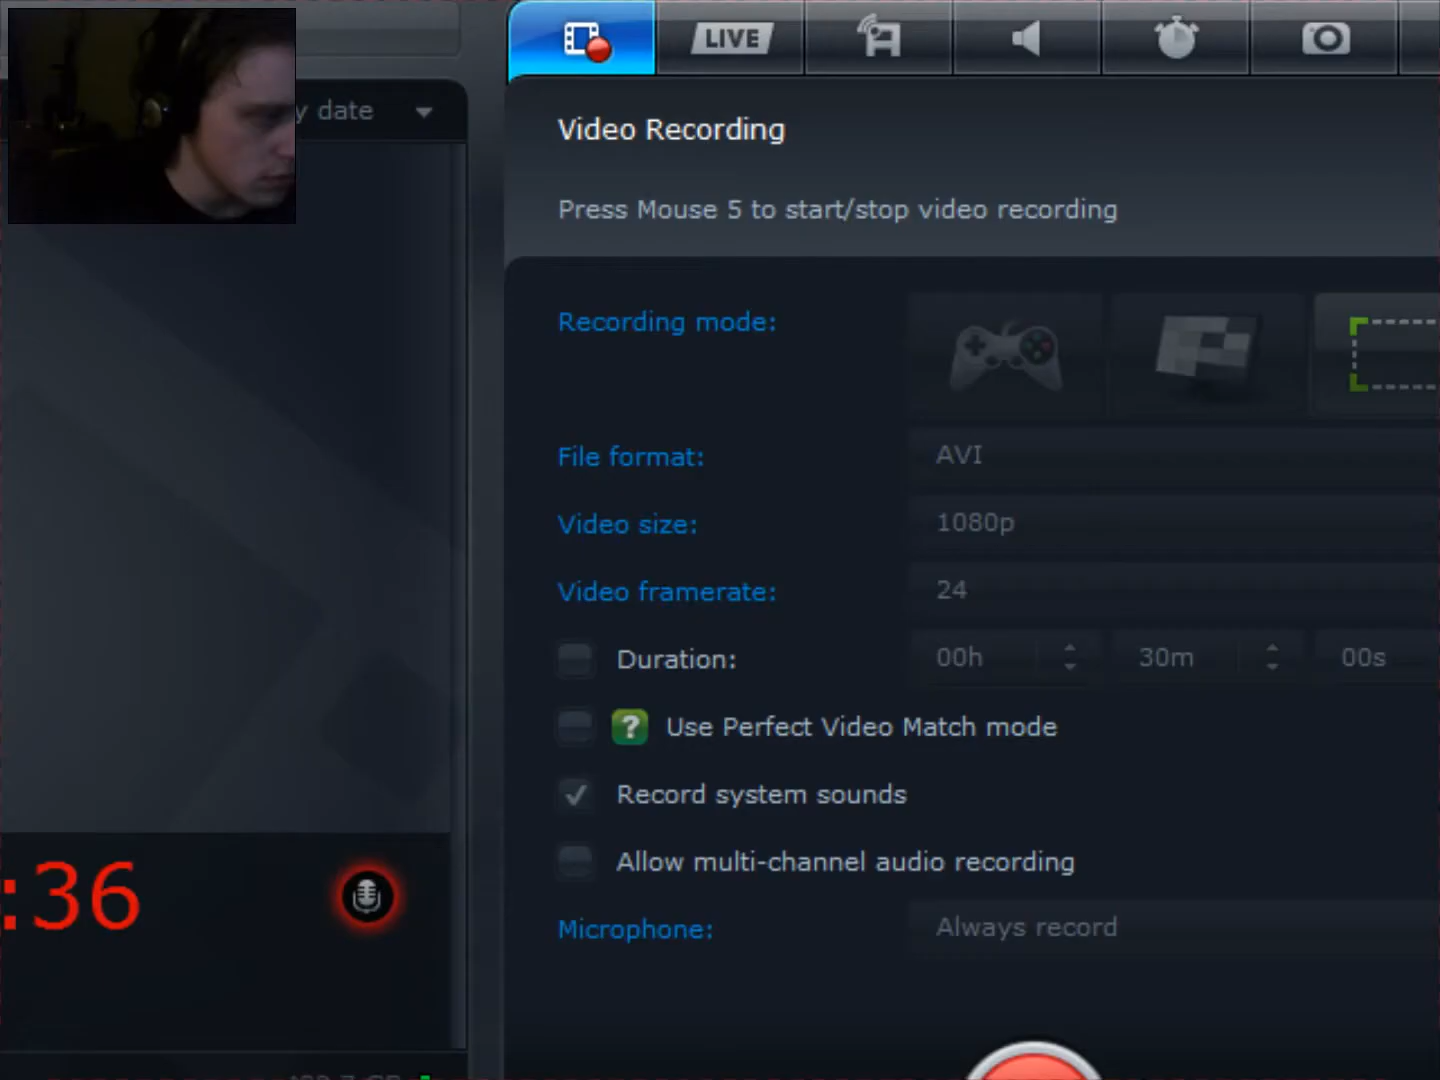 LIVE
y date
Video Recording
Press Mouse 5 to start/stop video recording
Recording mode:
File format: AVI
Video size: 1080p
Video framerate: 24
Duration: 00h 30m 00s
? Use Perfect Video Match mode
Record system sounds
Allow multi-channel audio recording
:36
Microphone: Always record